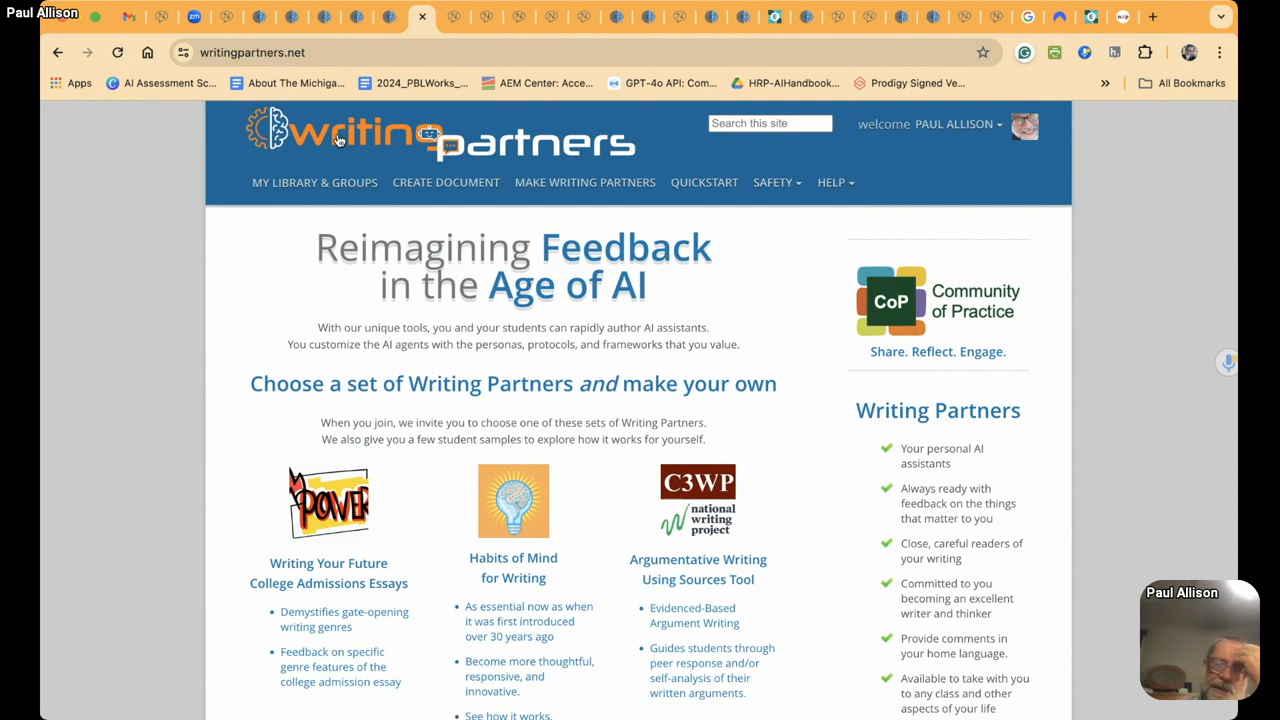 Paul Allison
writingpartners.net
Apps
AI Assessment Sc...
About The Michiga...
2024_PBLWorks_...
AEM Center: Acce...
GPT-4o API: Com...
HRP-AIHandbook...
Prodigy Signed Ve...
»
All Bookmarks
writing partners
Search this site
welcome PAUL ALLISON
MY LIBRARY & GROUPS
CREATE DOCUMENT
MAKE WRITING PARTNERS
QUICKSTART
SAFETY
HELP
Reimagining Feedback
in the Age of AI
With our unique tools, you and your students can rapidly author AI assistants.
You customize the AI agents with the personas, protocols, and frameworks that you value.
Choose a set of Writing Partners and make your own
When you join, we invite you to choose one of these sets of Writing Partners.
We also give you a few student samples to explore how it works for yourself.
POWER
Writing Your Future
College Admissions Essays
• Demystifies gate-opening
writing genres
• Feedback on specific
genre features of the
college admission essay
Habits of Mind
for Writing
• As essential now as when
it was first introduced
over 30 years ago
• Become more thoughtful,
responsive, and
innovative.
• See how it works.
C3WP
national
writing
project
Argumentative Writing
Using Sources Tool
• Evidenced-Based
Argument Writing
• Guides students through
peer response and/or
self-analysis of their
written arguments.
CoP
Community
of Practice
Share. Reflect. Engage.
Writing Partners
Your personal AI
assistants
Always ready with
feedback on the things
that matter to you
Close, careful readers of
your writing
Committed to you
becoming an excellent
writer and thinker
Provide comments in
your home language.
Available to take with you
to any class and other
aspects of your life
Paul Allison